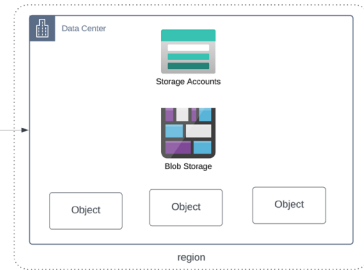 Data Center
Storage Accounts
Blob Storage
Object
Object
Object
region